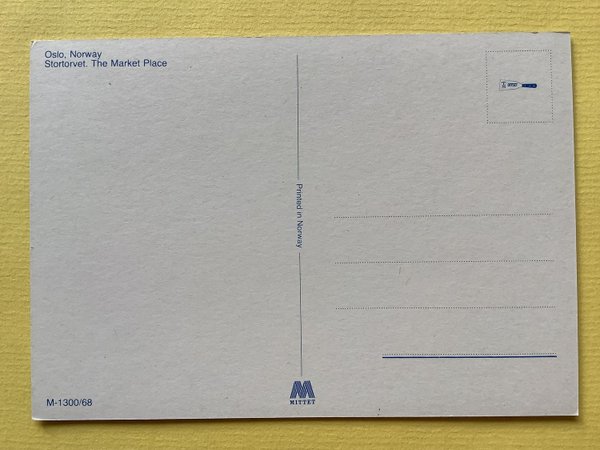 Oslo, Norway
Stortorvet. The Market Place
Printed in Norway
M-1300/68
MITTET